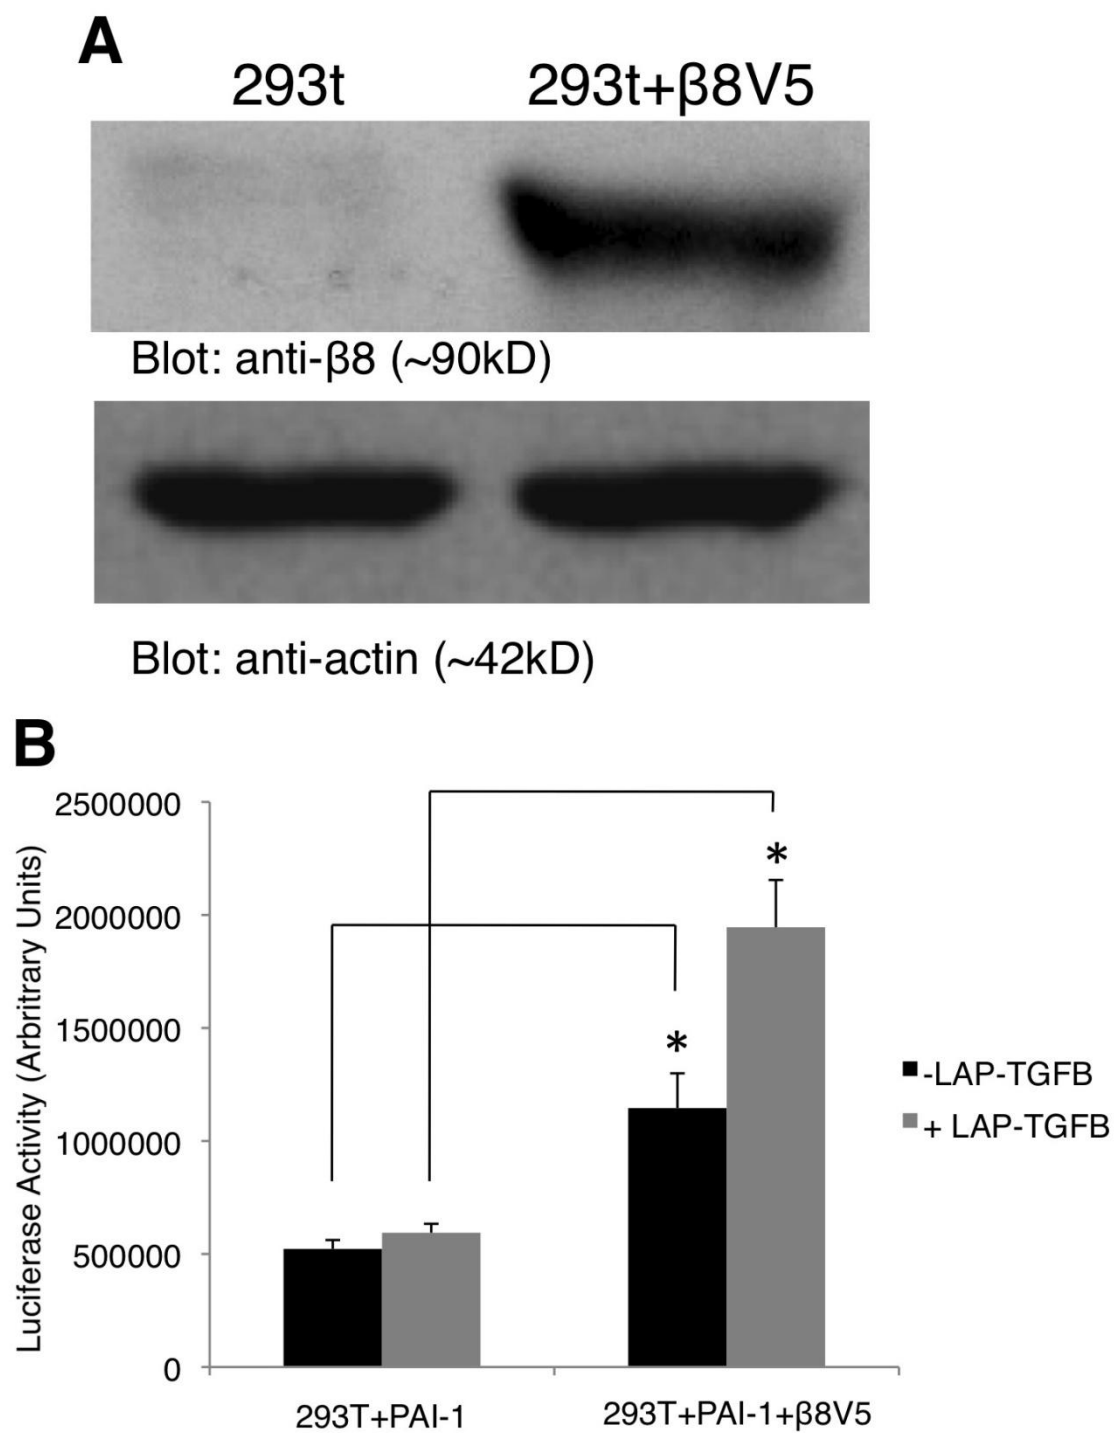 A
293t 293t+β8V5
Blot: anti-β8 (~90kD)
Blot: anti-actin (~42kD)
B
Luciferase Activity (Arbritrary Units)
2500000
2000000
1500000
1000000
500000
0
*
*
-LAP-TGFB
+ LAP-TGFB
293T+PAI-1 293T+PAI-1+β8V5